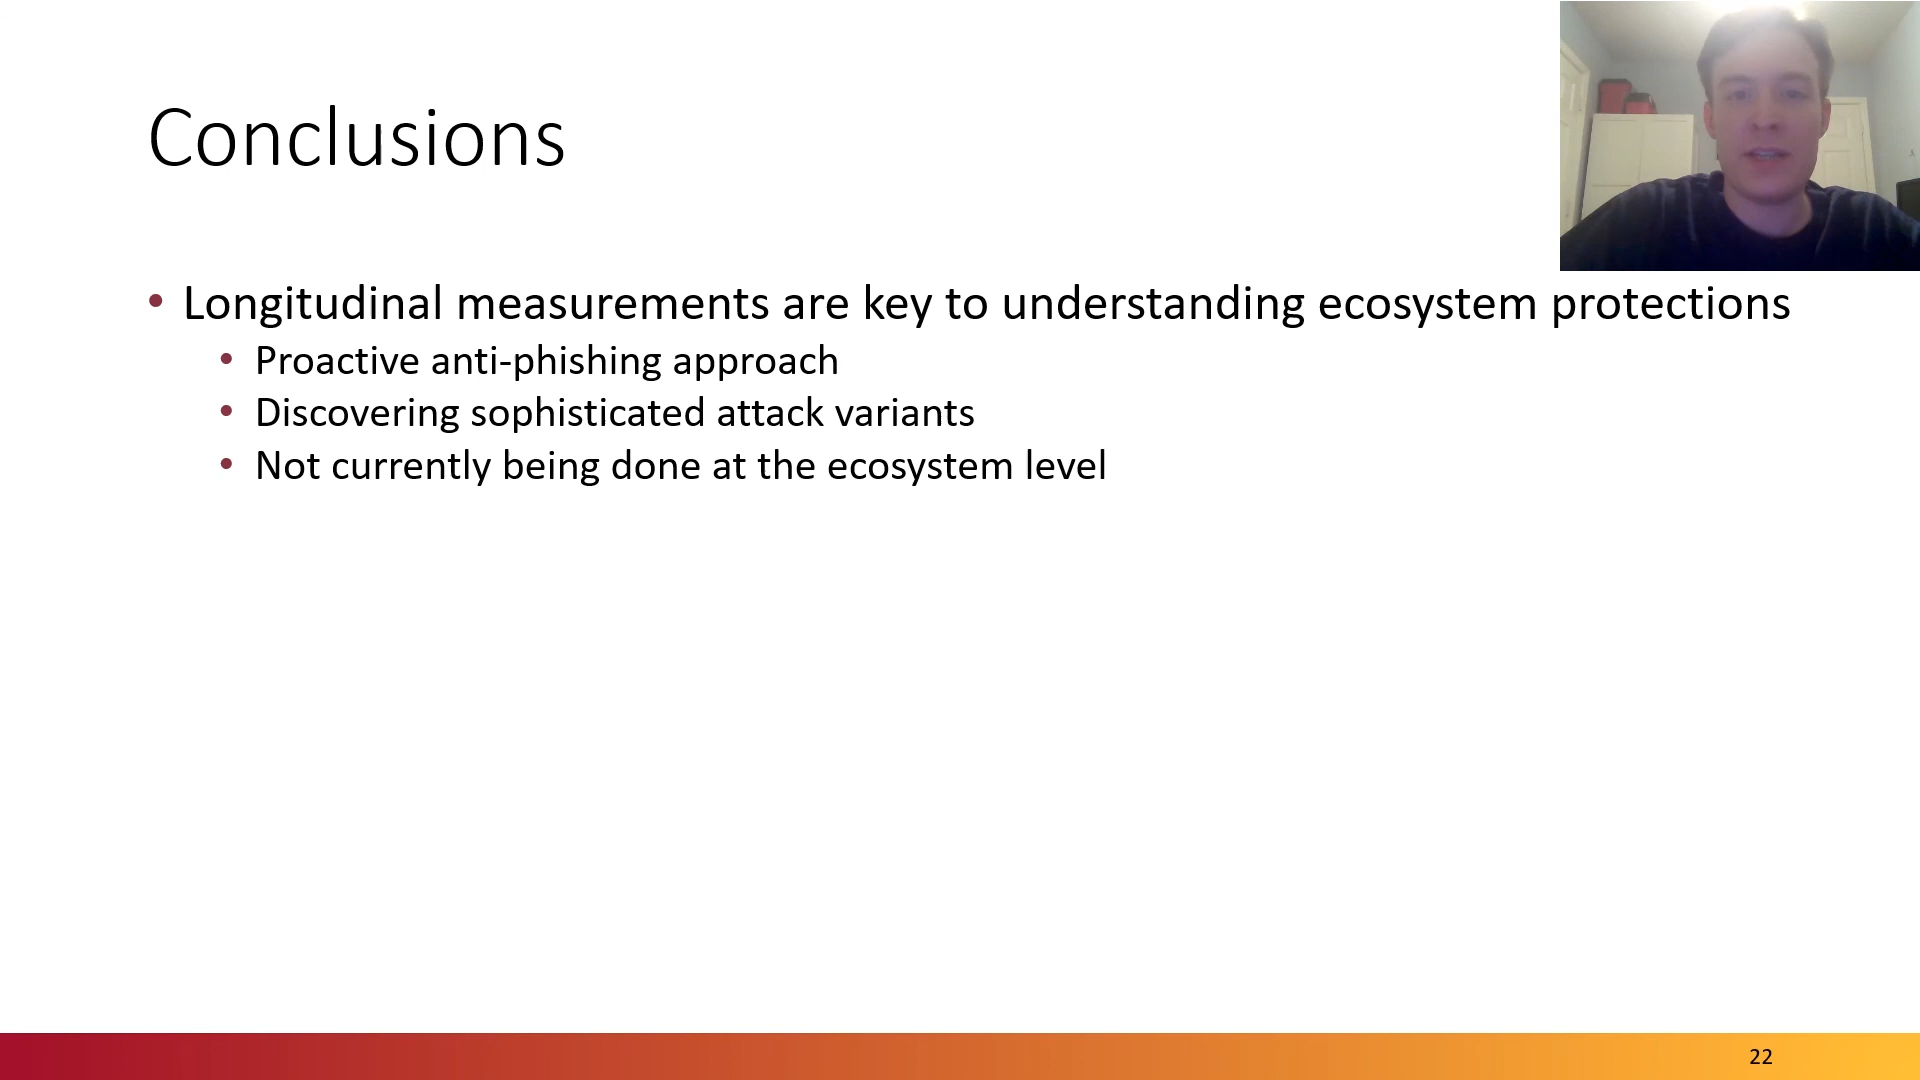 Conclusions
• Longitudinal measurements are key to understanding ecosystem protections
• Proactive anti-phishing approach
• Discovering sophisticated attack variants
• Not currently being done at the ecosystem level
22